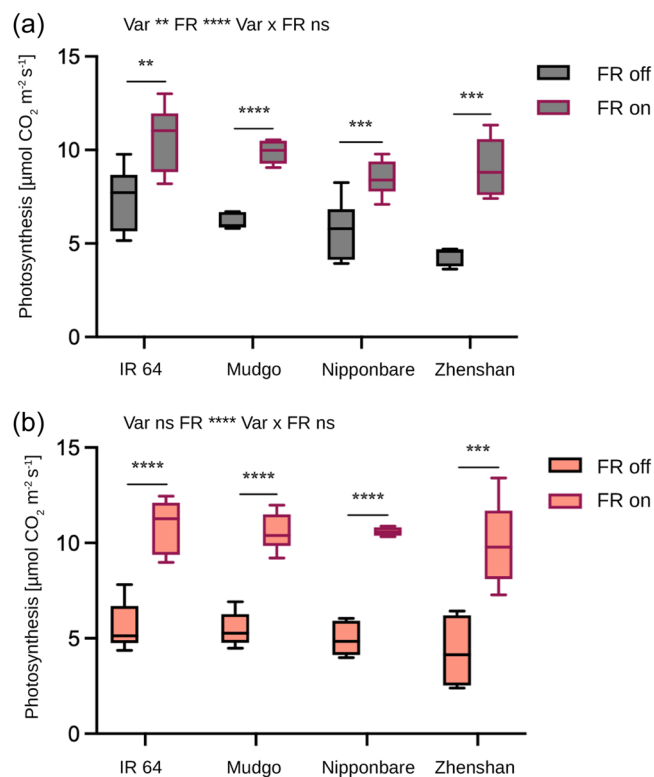 (a)
Var ** FR **** Var x FR ns
Photosynthesis [µmol CO₂ m⁻² s⁻¹]
15
10
5
0
** **** *** ***
FR off
FR on
IR 64 Mudgo Nipponbare Zhenshan
(b)
Var ns FR **** Var x FR ns
Photosynthesis [µmol CO₂ m⁻² s⁻¹]
15
10
5
0
**** **** **** ***
FR off
FR on
IR 64 Mudgo Nipponbare Zhenshan